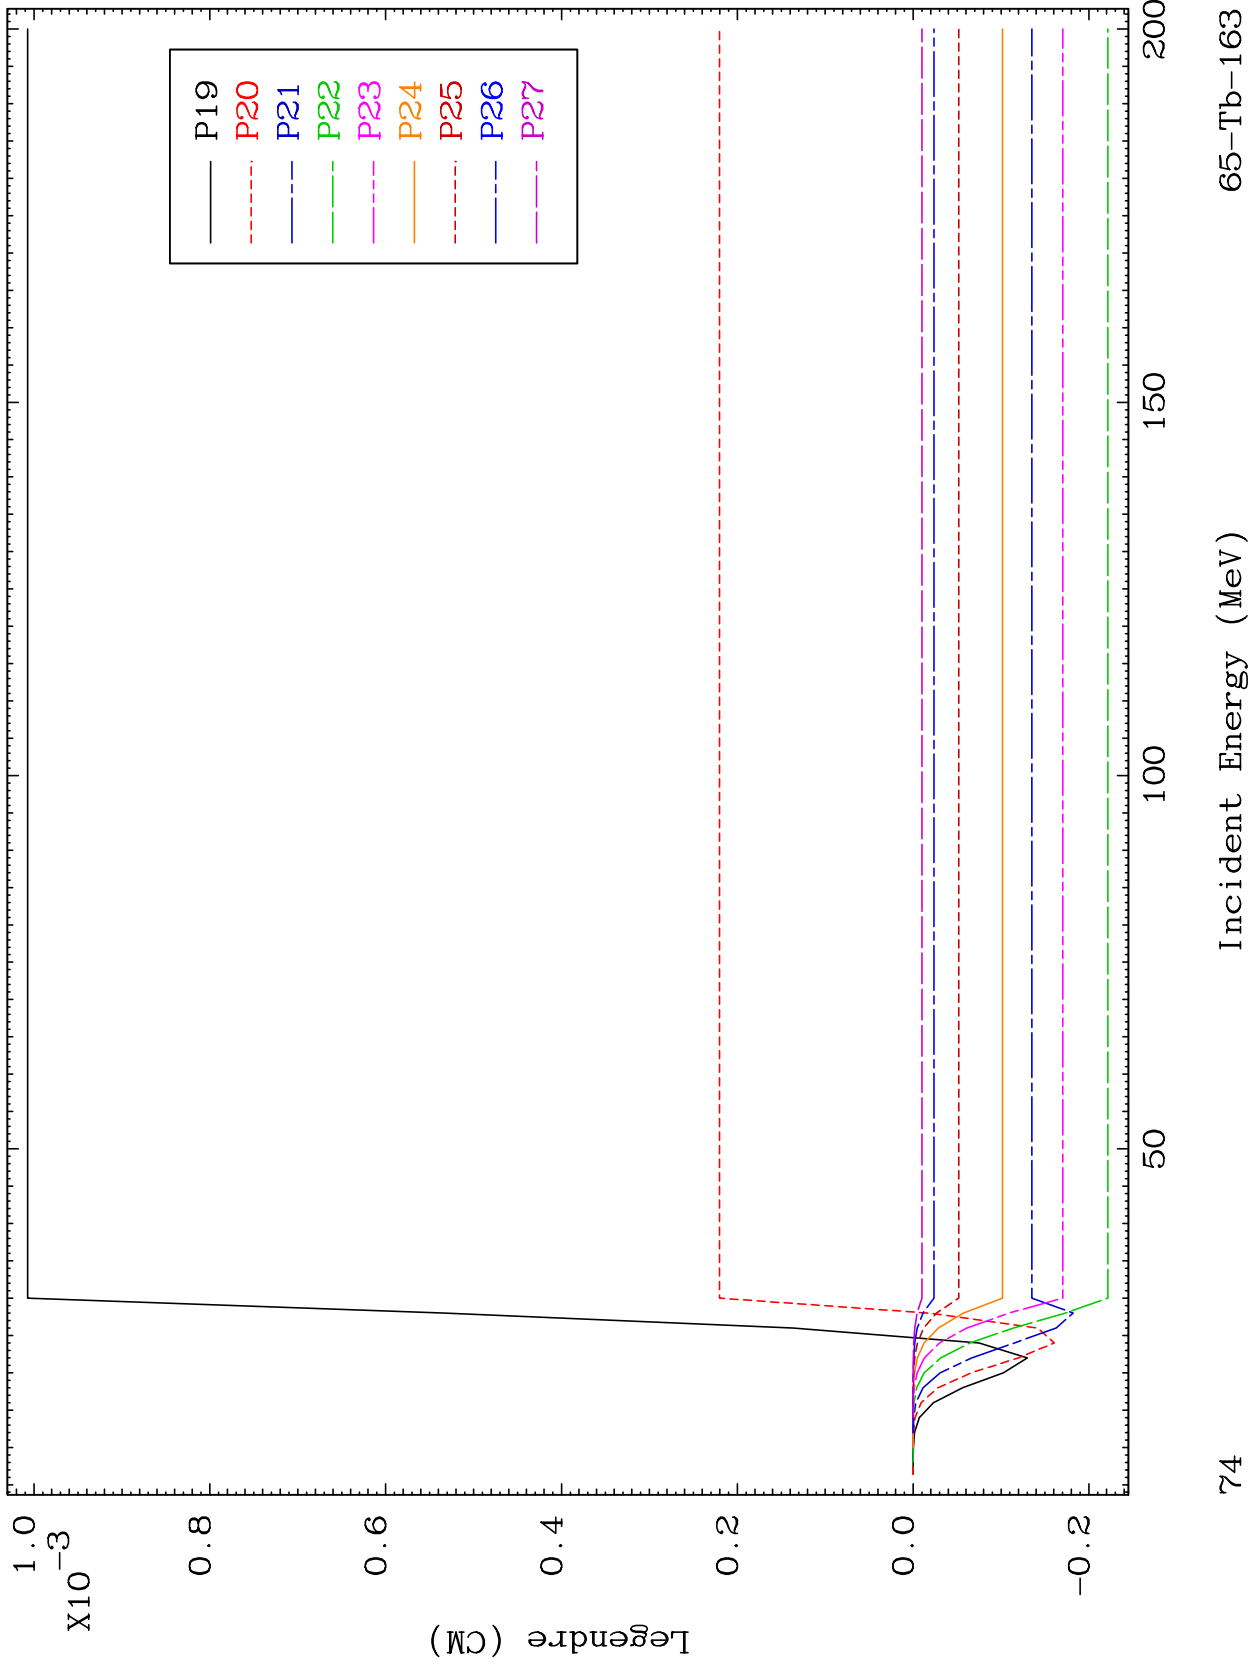 1.0
X10
-3
0.8
0.6
0.4
0.2
0.0
-0.2
Legendre (CM)
P19
P20
P21
P22
P23
P24
P25
P26
P27
50
100
150
200
74
Incident Energy (MeV)
65-Tb-163